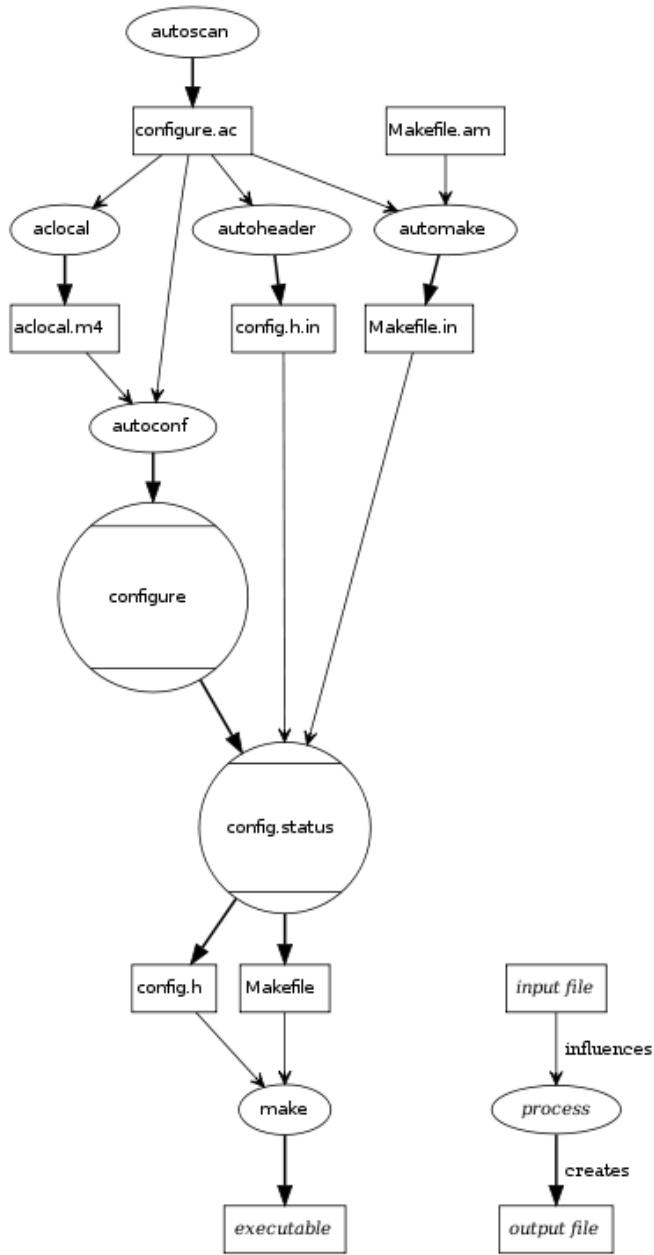 autoscan
configure.ac
Makefile.am
aclocal
autoheader
automake
aclocal.m4
config.h.in
Makefile.in
autoconf
configure
config.status
config.h
Makefile
input file
influences
make
process
creates
executable
output file